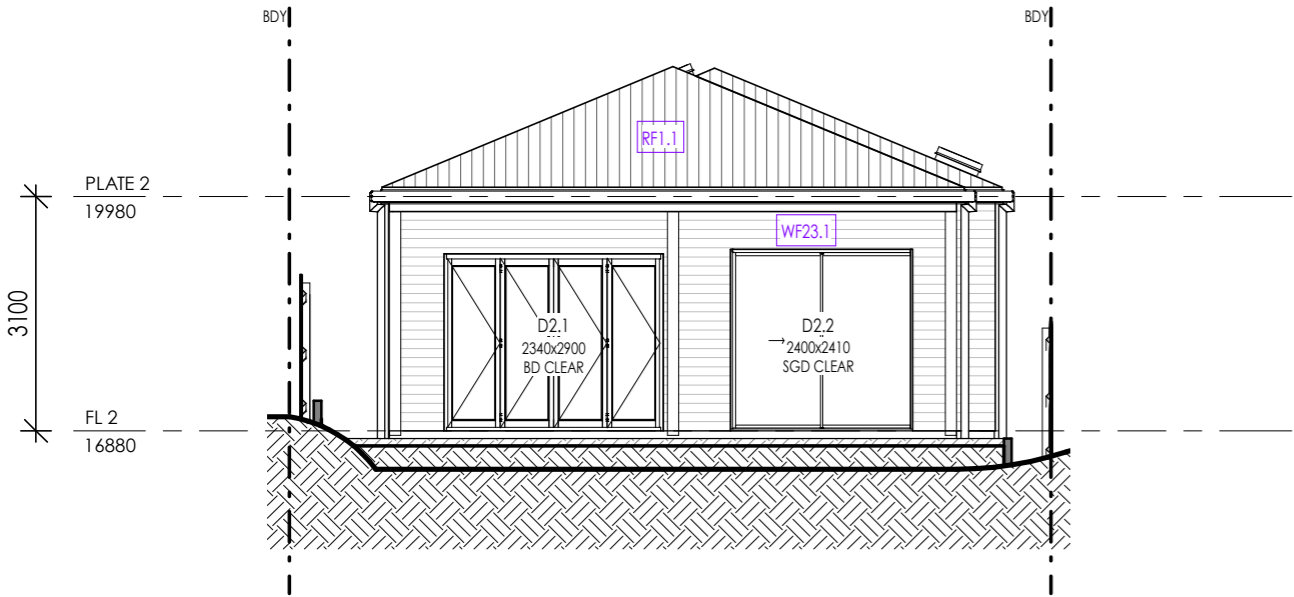 BDY
BDY
RF1.1
PLATE 2
19980
WF23.1
3100
D2.1
2340x2900
BD CLEAR
D2.2
2400x2410
SGD CLEAR
FL 2
16880